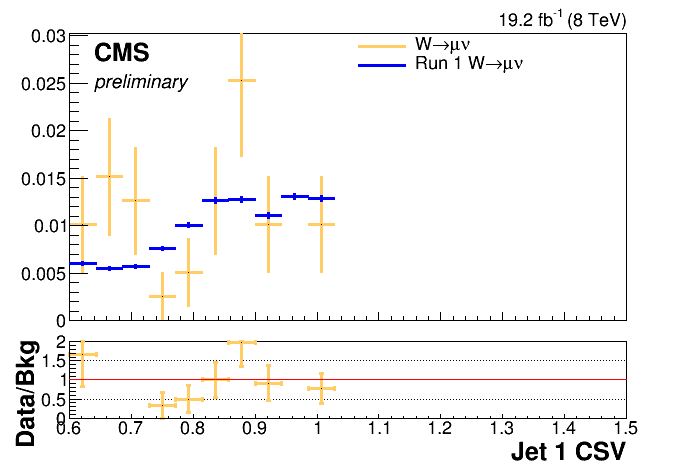 19.2 fb⁻¹ (8 TeV)
0.03
CMS
W→μν
Run 1 W→μν
preliminary
0.025
0.02
0.015
0.01
0.005
0
Data/Bkg
2
1.5
1
0.5
0
0.6 0.7 0.8 0.9 1 1.1 1.2 1.3 1.4 1.5
Jet 1 CSV